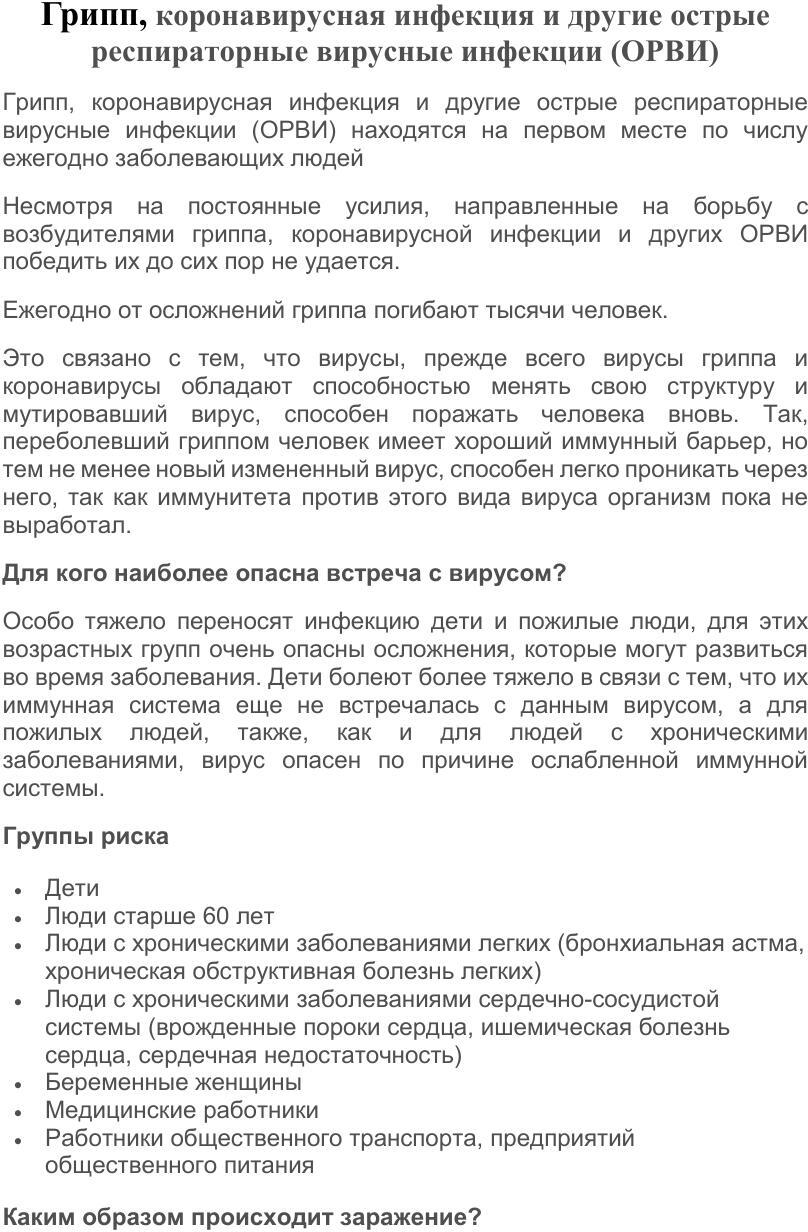 Грипп, коронавирусная инфекция и другие острые
респираторные вирусные инфекции (ОРВИ)
Грипп, коронавирусная инфекция и другие острые респираторные
вирусные инфекции (ОРВИ) находятся на первом месте по числу
ежегодно заболевающих людей
Несмотря на постоянные усилия, направленные на борьбу с
возбудителями гриппа, коронавирусной инфекции и других ОРВИ
победить их до сих пор не удается.
Ежегодно от осложнений гриппа погибают тысячи человек.
Это связано с тем, что вирусы, прежде всего вирусы гриппа и
коронавирусы обладают способностью менять свою структуру и
мутировавший вирус, способен поражать человека вновь. Так,
переболевший гриппом человек имеет хороший иммунный барьер, но
тем не менее новый измененный вирус, способен легко проникать через
него, так как иммунитета против этого вида вируса организм пока не
выработал.
Для кого наиболее опасна встреча с вирусом?
Особо тяжело переносят инфекцию дети и пожилые люди, для этих
возрастных групп очень опасны осложнения, которые могут развиться
во время заболевания. Дети болеют более тяжело в связи с тем, что их
иммунная система еще не встречалась с данным вирусом, а для
пожилых людей, также, как и для людей с хроническими
заболеваниями, вирус опасен по причине ослабленной иммунной
системы.
Группы риска
• Дети
• Люди старше 60 лет
• Люди с хроническими заболеваниями легких (бронхиальная астма,
хроническая обструктивная болезнь легких)
• Люди с хроническими заболеваниями сердечно-сосудистой
системы (врожденные пороки сердца, ишемическая болезнь
сердца, сердечная недостаточность)
• Беременные женщины
• Медицинские работники
• Работники общественного транспорта, предприятий
общественного питания
Каким образом происходит заражение?